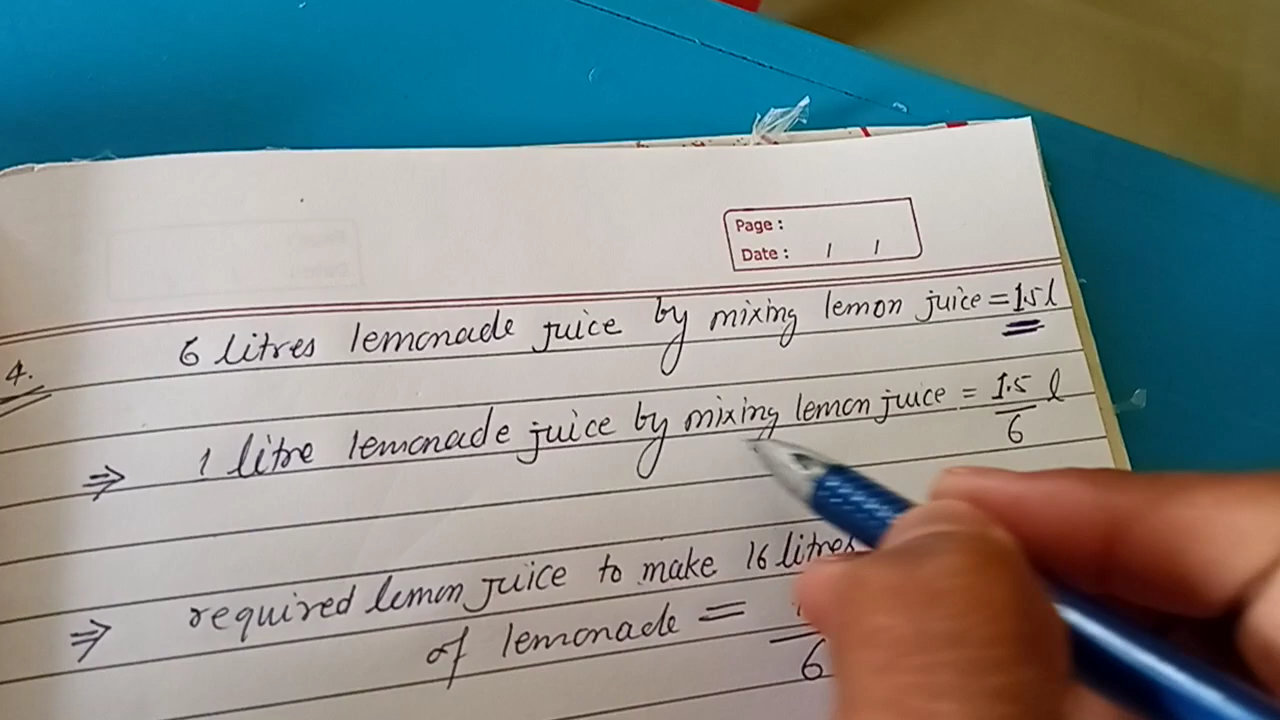 Page :
Date : / /
4. 6 litres lemonade juice by mixing lemon juice = 1.5 l
⇒ 1 litre lemonade juice by mixing lemon juice = 1.5/6 l
⇒ required lemon juice to make 16 litres
of lemonade = /6